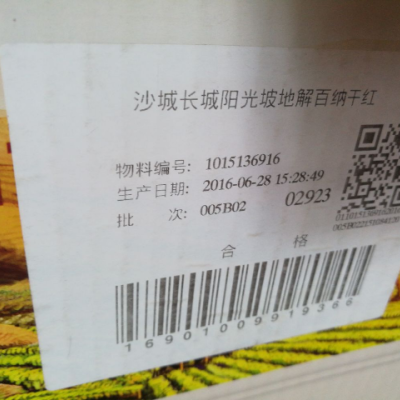 沙城长城阳光坡地解百纳干红
物料编号: 1015136916
生产日期: 2016-06-28 15:28:49
批 次: 005B02 02923
合 格
16901009919366